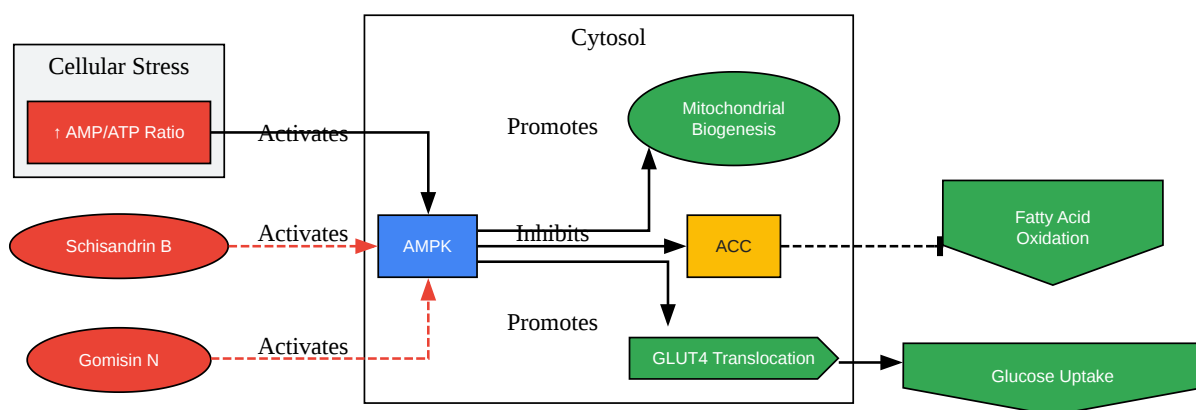 Cytosol
Cellular Stress
↑ AMP/ATP Ratio
Activates
Promotes
Mitochondrial
Biogenesis
Schisandrin B
Activates
AMPK
Inhibits
ACC
Fatty Acid
Oxidation
Gomisin N
Activates
Promotes
GLUT4 Translocation
Glucose Uptake